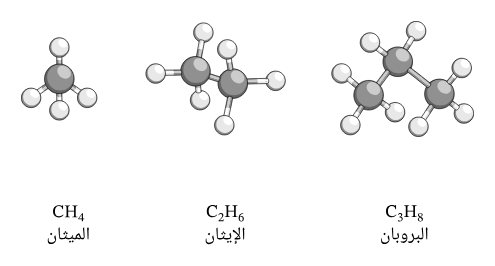 CH₄
الميثان
C₂H₆
الإيثان
C₃H₈
البروبان